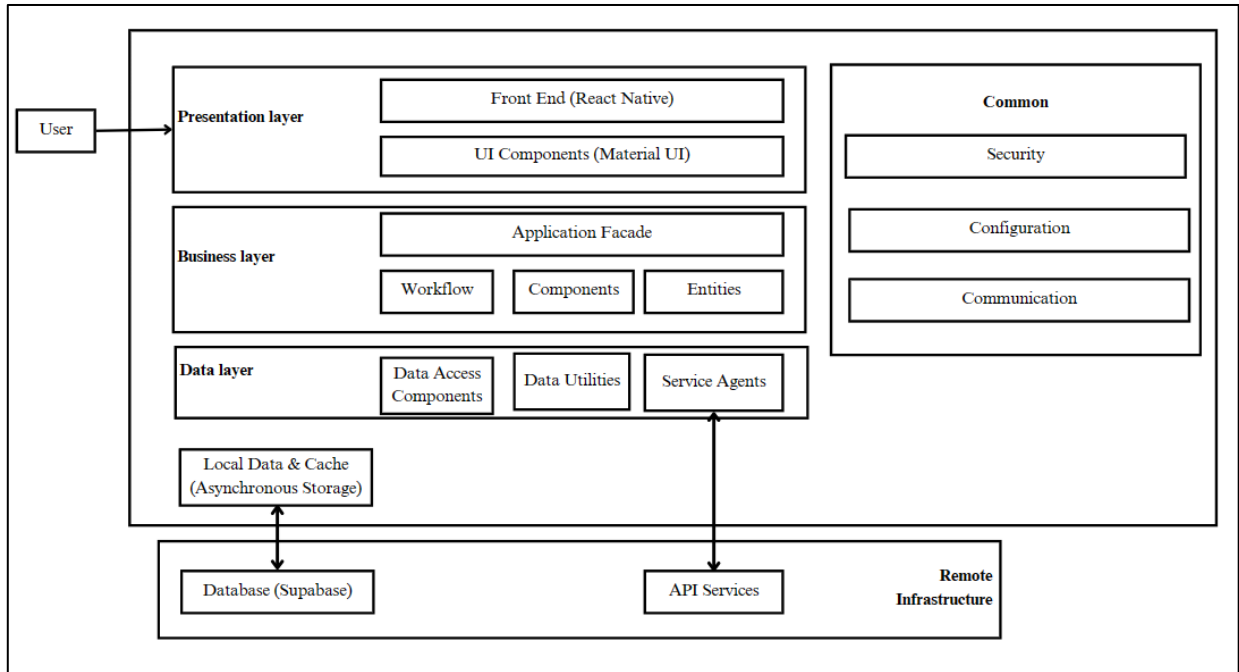 User
Presentation layer
Front End (React Native)
UI Components (Material UI)
Business layer
Application Facade
Workflow
Components
Entities
Data layer
Data Access
Components
Data Utilities
Service Agents
Local Data & Cache
(Asynchronous Storage)
Common
Security
Configuration
Communication
Database (Supabase)
API Services
Remote
Infrastructure